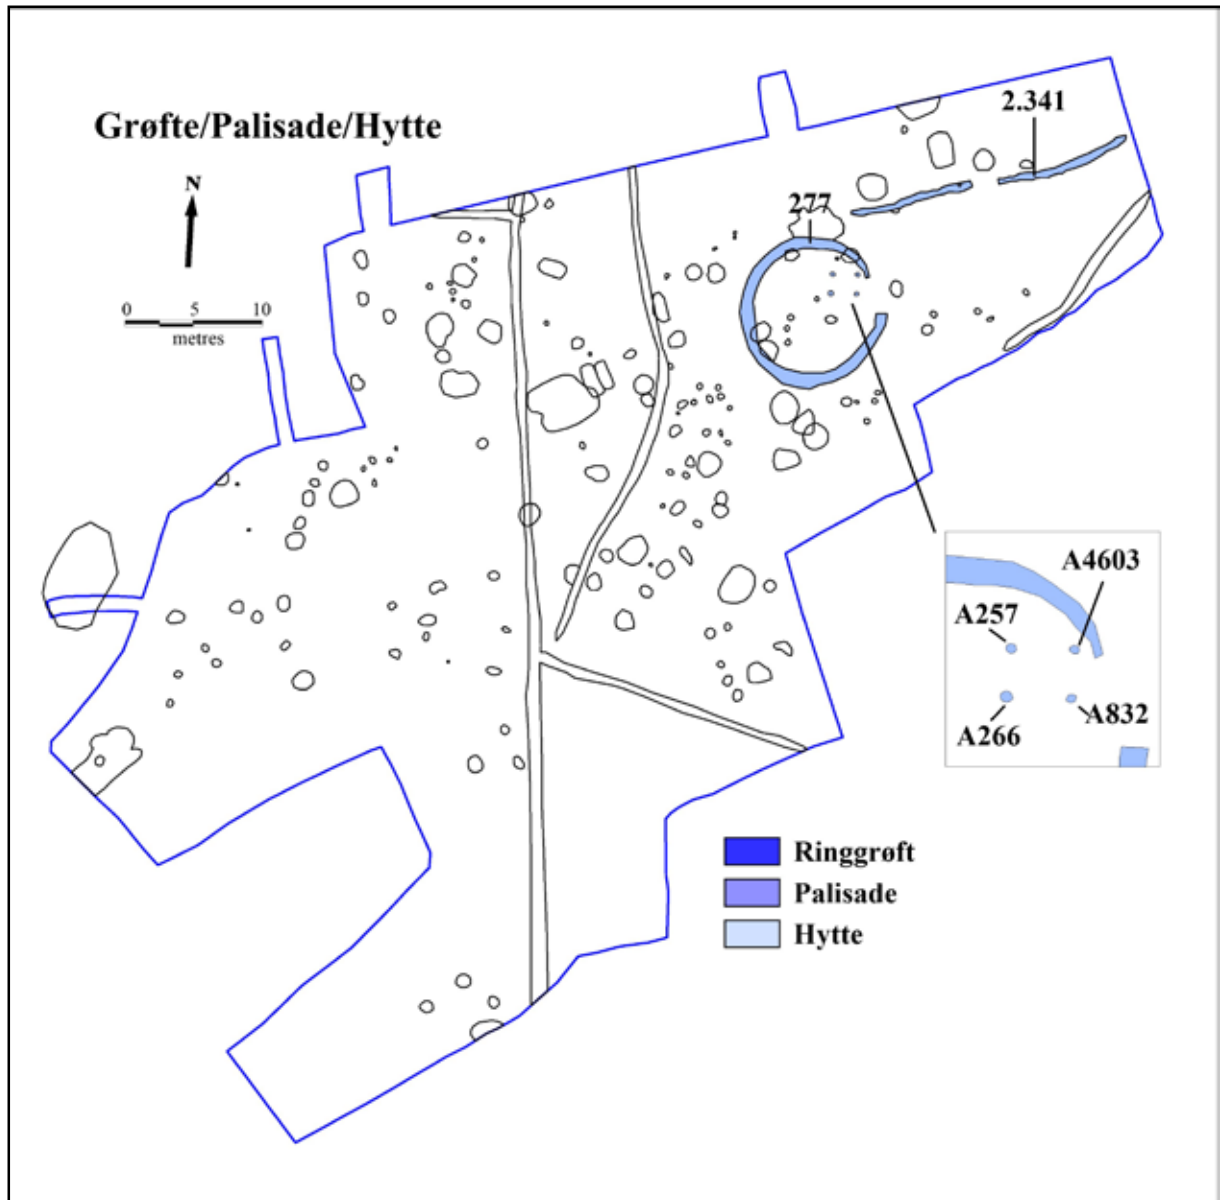 Grøfte/Palisade/Hytte
N
0 5 10
metres
2.341
277
A4603
A257
A266
A832
Ringgrøft
Palisade
Hytte